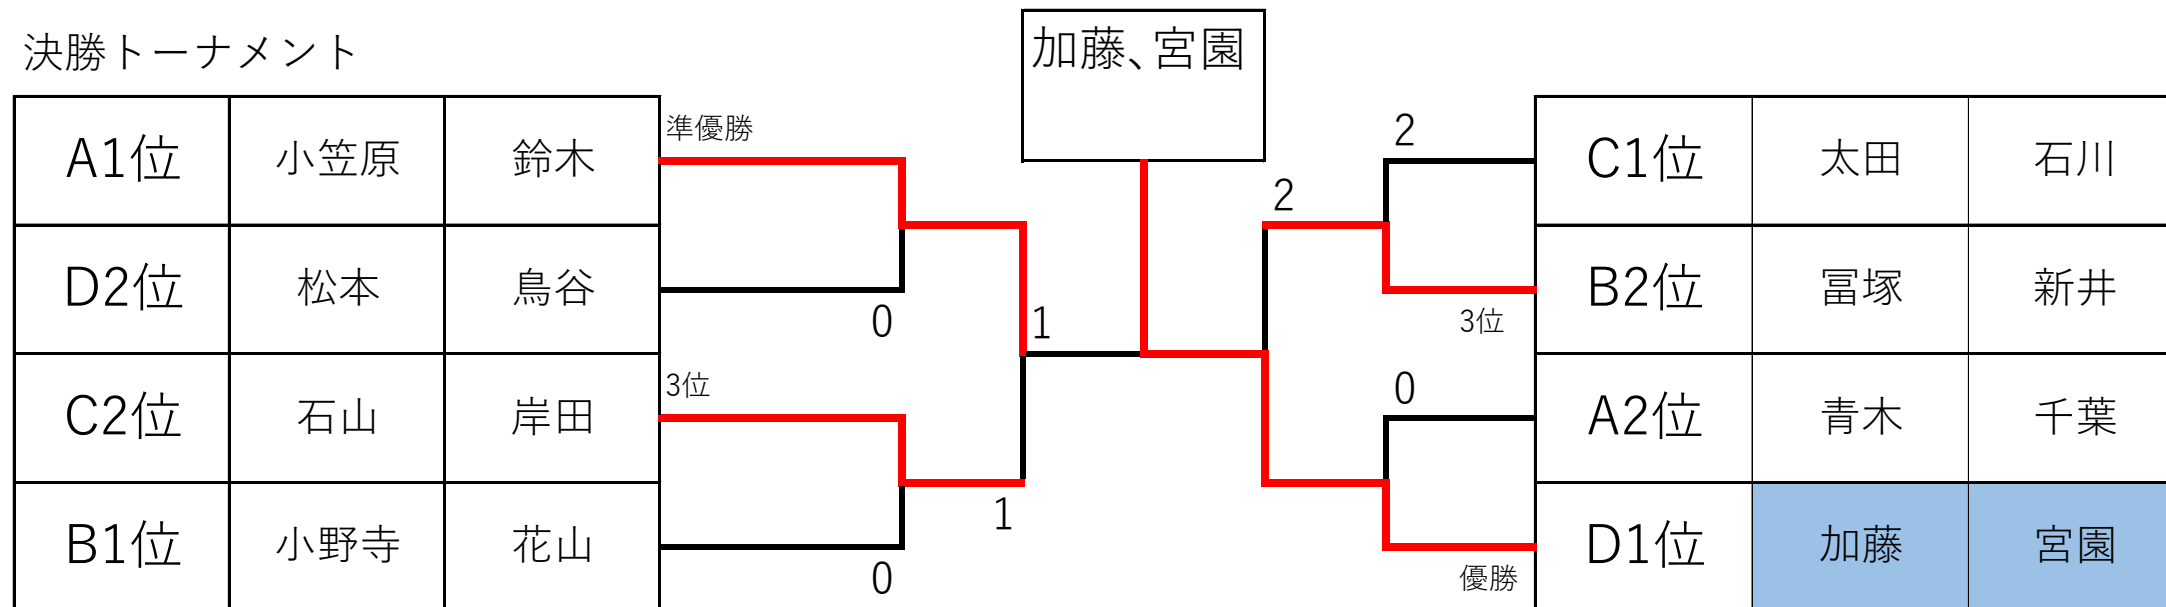 決勝トーナメント
加藤、宮園
A1位 小笠原 鈴木
準優勝
D2位 松本 鳥谷
0
1
C2位 石山 岸田
3位
1
B1位 小野寺 花山
0
2
2
C1位 太田 石川
B2位 冨塚 新井
3位
0
A2位 青木 千葉
D1位 加藤 宮園
優勝